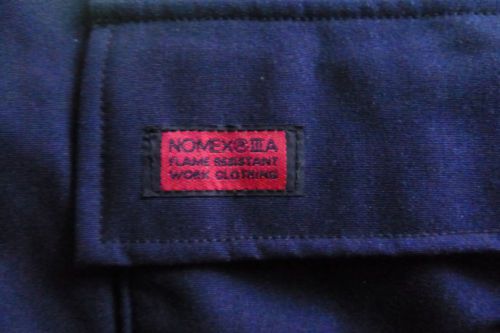 NOMEX®IIIA
FLAME RESISTANT
WORK CLOTHING